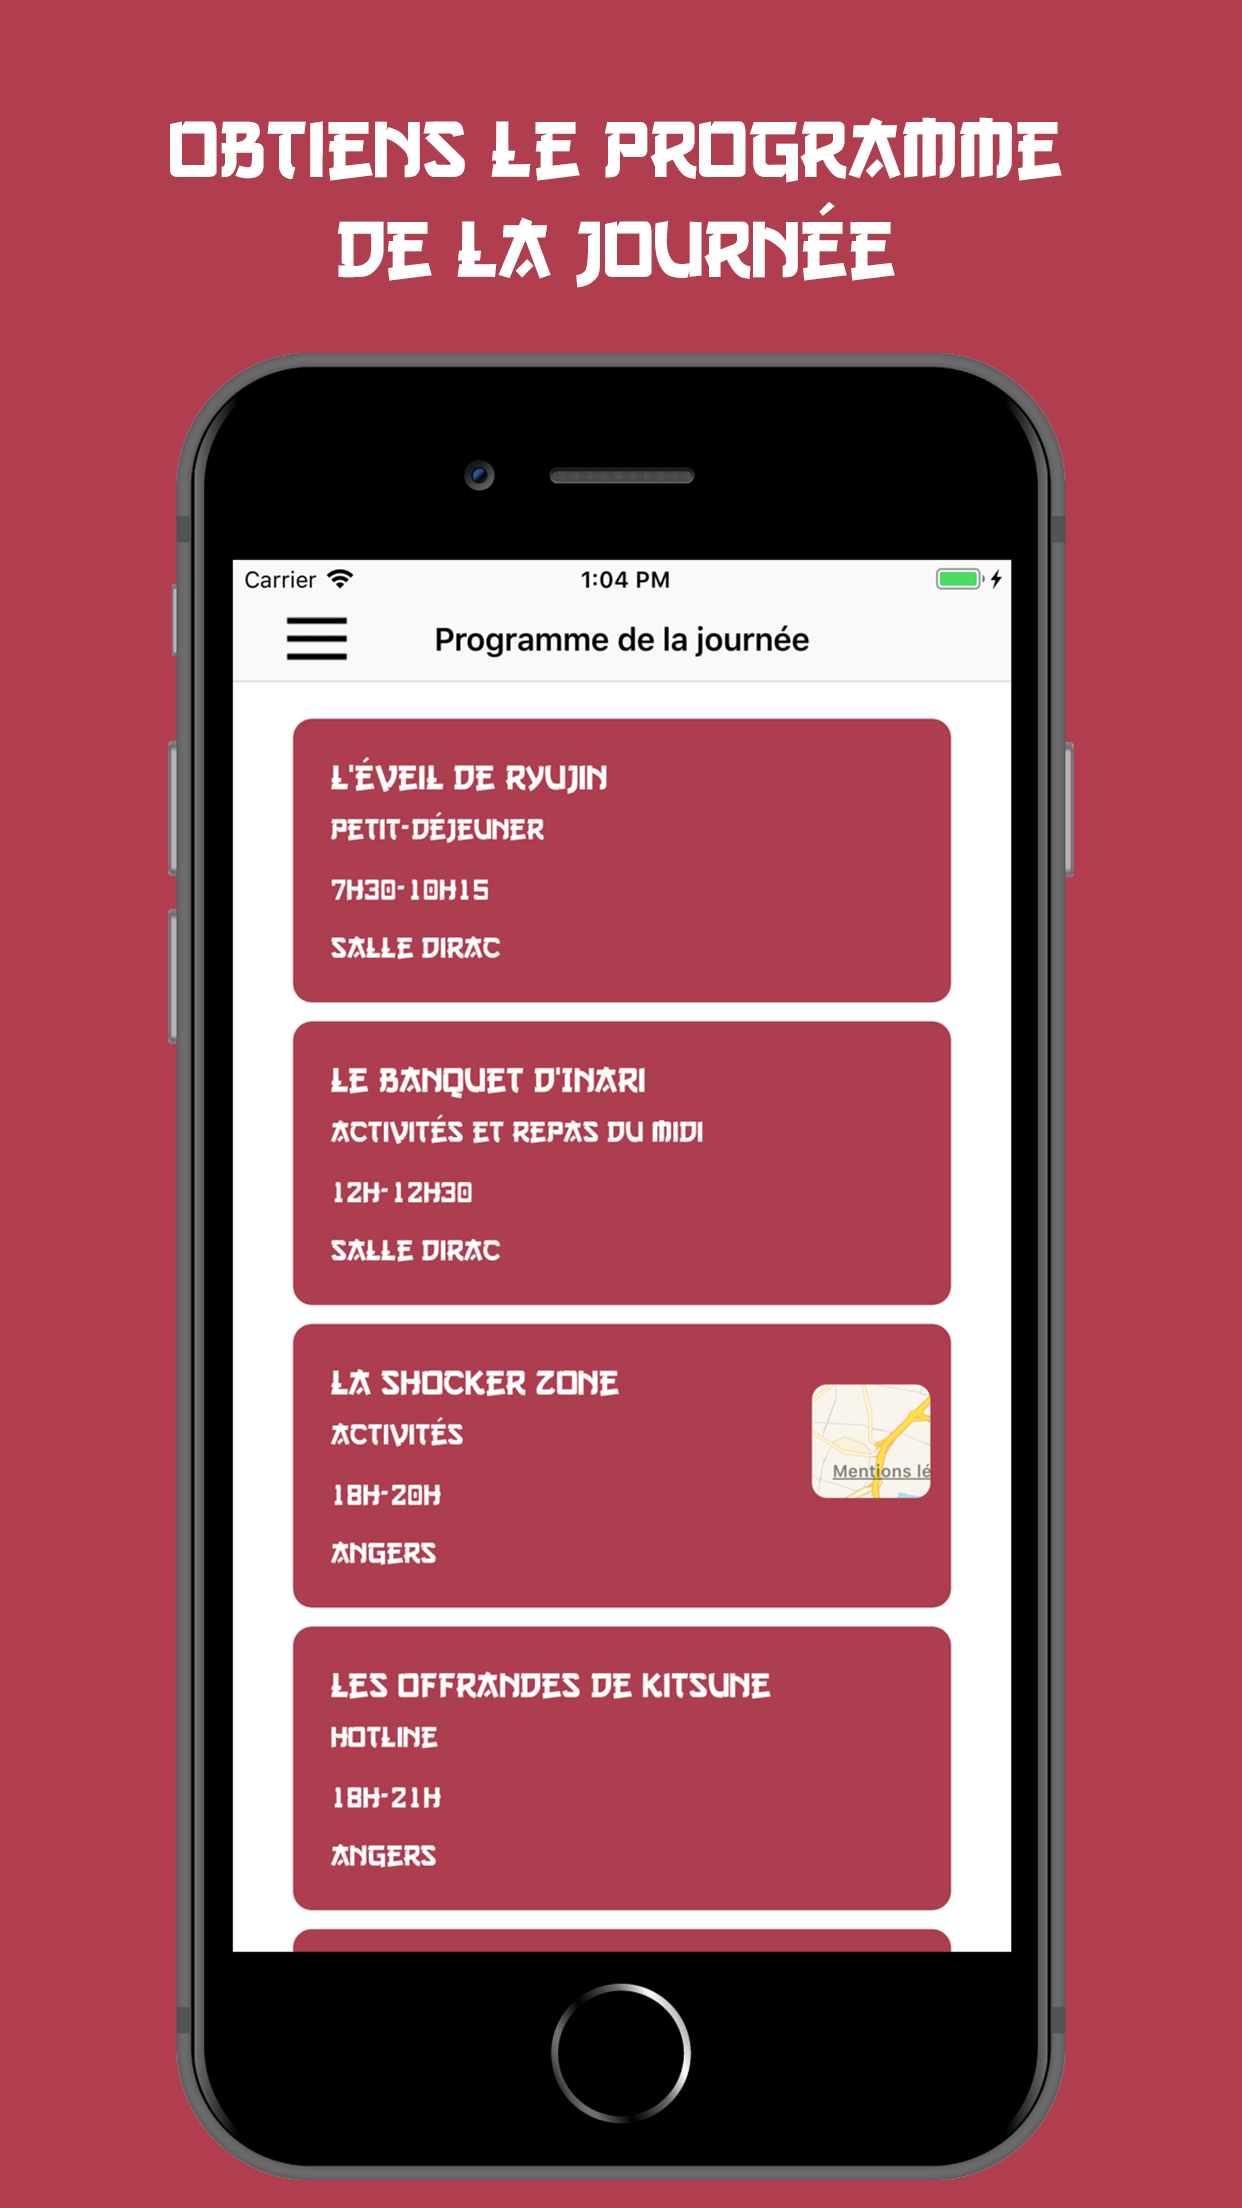 OBTIENS LE PROGRAMME
DE LA JOURNÉE
Carrier 1:04 PM
Programme de la journée
L'ÉVEIL DE RYUJIN
PETIT-DÉJEUNER
7H30-10H15
SALLE DIRAC
LE BANQUET D'INARI
ACTIVITÉS ET REPAS DU MIDI
12H-12H30
SALLE DIRAC
LA SHOCKER ZONE
ACTIVITÉS
Mentions lé
18H-20H
ANGERS
LES OFFRANDES DE KITSUNE
HOTLINE
18H-21H
ANGERS